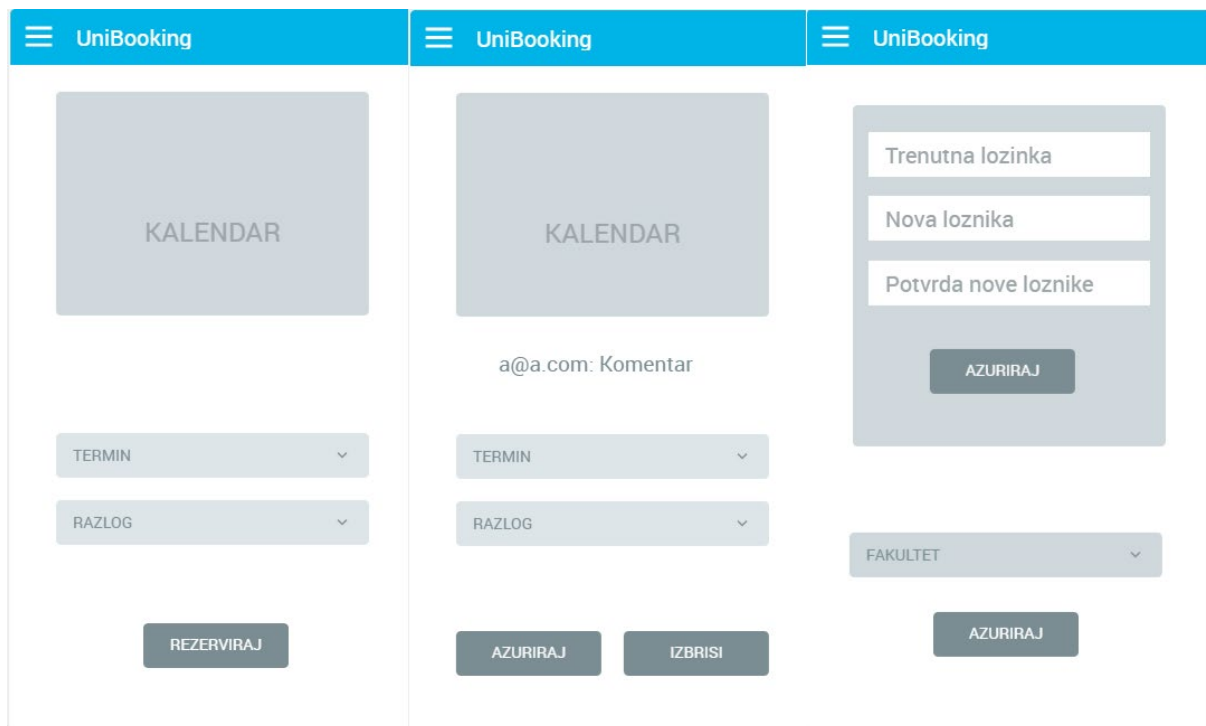 UniBooking
KALENDAR
TERMIN
RAZLOG
REZERVIRAJ
UniBooking
KALENDAR
a@a.com: Komentar
TERMIN
RAZLOG
AZURIRAJ
IZBRISI
UniBooking
Trenutna lozinka
Nova loznika
Potvrda nove loznike
AZURIRAJ
FAKULTET
AZURIRAJ